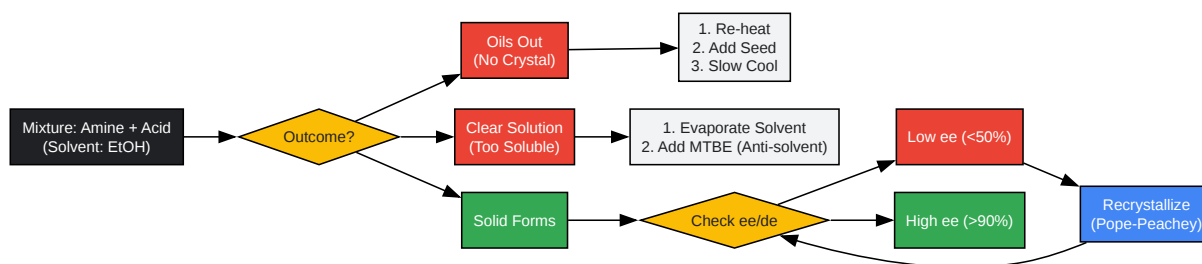 Mixture: Amine + Acid
(Solvent: EtOH)
Outcome?
Oils Out
(No Crystal)
1. Re-heat
2. Add Seed
3. Slow Cool
Clear Solution
(Too Soluble)
1. Evaporate Solvent
2. Add MTBE (Anti-solvent)
Solid Forms
Check ee/de
Low ee (<50%)
High ee (>90%)
Recrystallize
(Pope-Peachey)